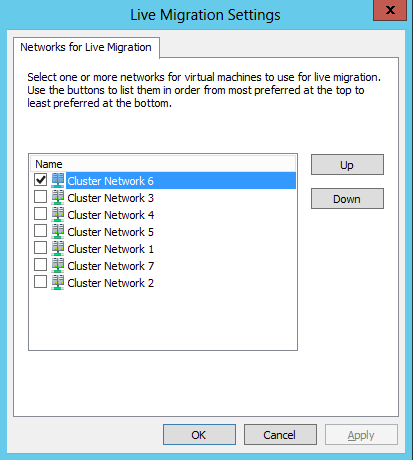 Live Migration Settings
x
Networks for Live Migration
Select one or more networks for virtual machines to use for live migration.
Use the buttons to list them in order from most preferred at the top to
least preferred at the bottom.
Name
Cluster Network 6
Cluster Network 3
Cluster Network 4
Cluster Network 5
Cluster Network 1
Cluster Network 7
Cluster Network 2
Up
Down
OK
Cancel
Apply